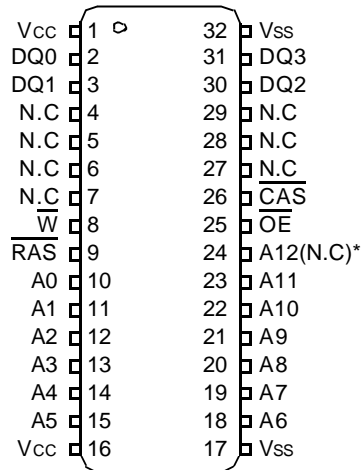 VCC 1 32 VSS
DQ0 2 31 DQ3
DQ1 3 30 DQ2
N.C 4 29 N.C
N.C 5 28 N.C
N.C 6 27 N.C
N.C 7 26 CAS
W 8 25 OE
RAS 9 24 A12(N.C)*
A0 10 23 A11
A1 11 22 A10
A2 12 21 A9
A3 13 20 A8
A4 14 19 A7
A5 15 18 A6
VCC 16 17 VSS